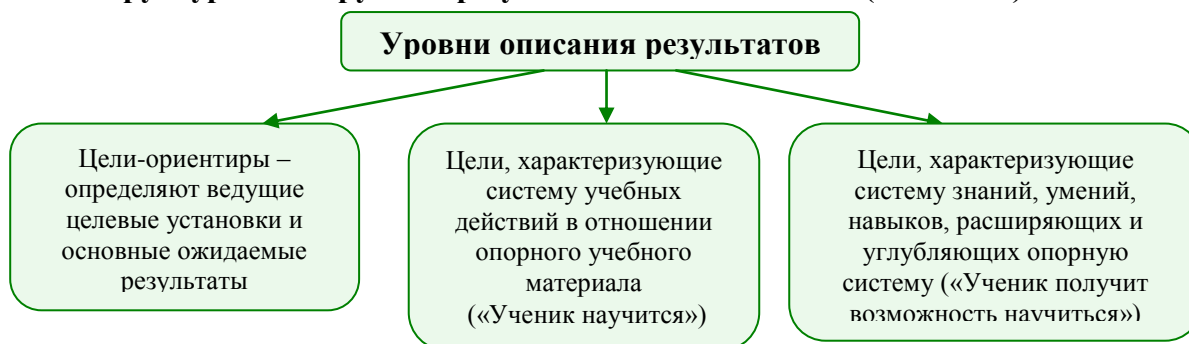 Уровни описания результатов
Цели-ориентиры –
определяют ведущие
целевые установки и
основные ожидаемые
результаты
Цели, характеризующие
систему учебных
действий в отношении
опорного учебного
материала
(«Ученик научится»)
Цели, характеризующие
систему знаний, умений,
навыков, расширяющих и
углубляющих опорную
систему («Ученик получит
возможность научиться»)